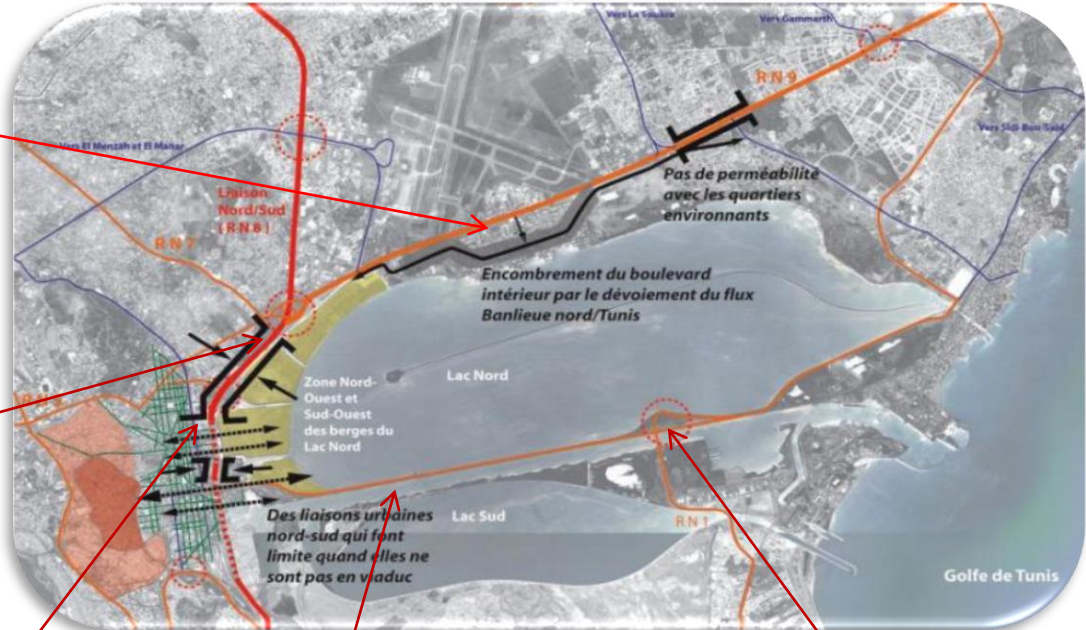 Vers La Soukra
Vers Gammarth
RN9
Vers El Menzah et El Manar
Vers Sidi-Bou-Saïd
Pas de perméabilité
avec les quartiers
environnants
Liaison
Nord/Sud
(RN8)
RN7
Encombrement du boulevard
intérieur par le dévoiement du flux
Banlieue nord/Tunis
Zone Nord-
Ouest et
Sud-Ouest
des berges du
Lac Nord
Lac Nord
Des liaisons urbaines
nord-sud qui font
limite quand elles ne
sont pas en viaduc
Lac Sud
RN1
Golfe de Tunis